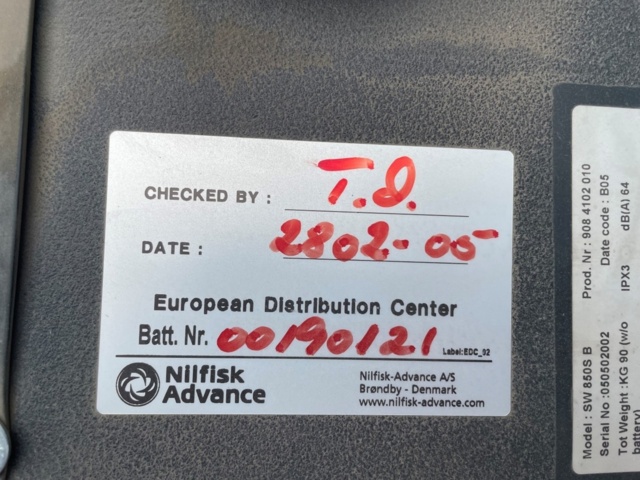 CHECKED BY : T.D.
DATE : 2802-05
European Distribution Center
Batt. Nr. 00190121
Label:EDC_02
Nilfisk
Advance
Nilfisk-Advance A/S
Brøndby - Denmark
www.nilfisk-advance.com
Model : SW 850S B Prod. Nr : 908 4102 010
Serial No :050502002 Date code : B05
Tot Weight :KG 90 (w/o IPX3 dB(A) 64
battery)